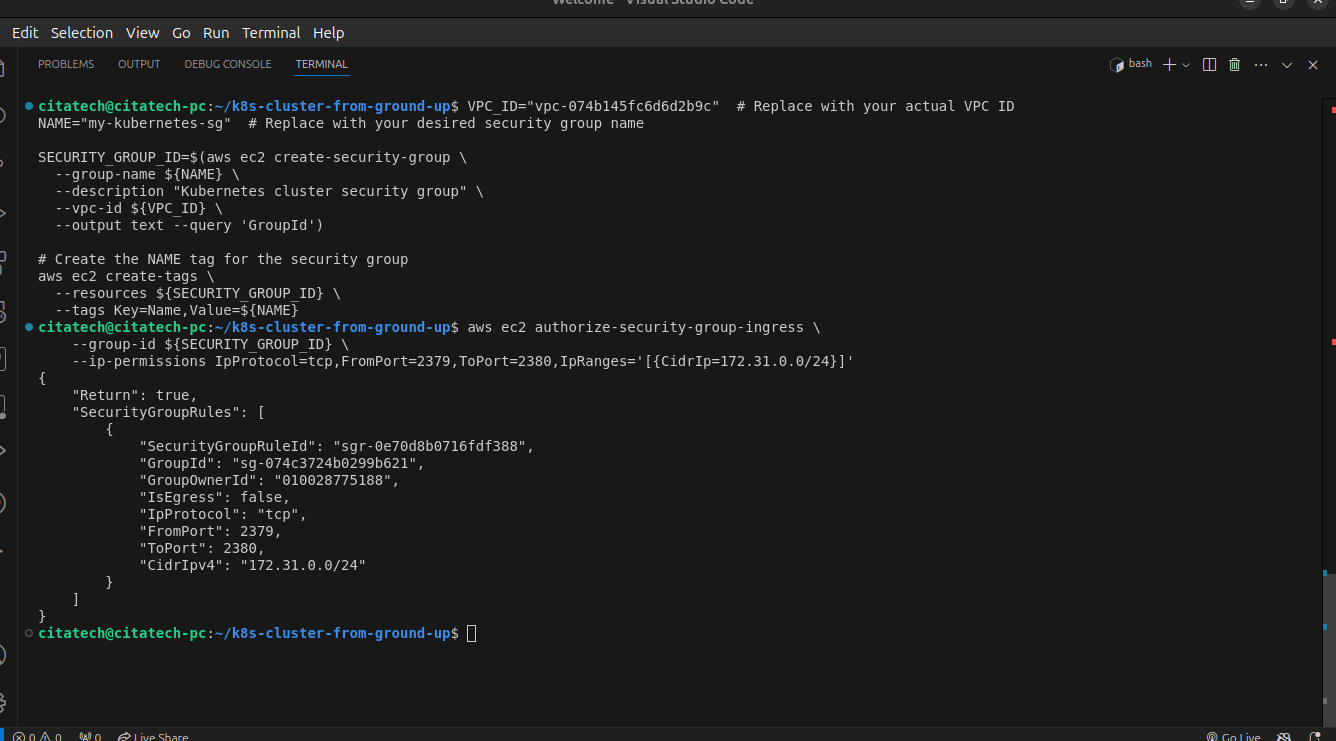 Welcome - Visual Studio Code
Edit Selection View Go Run Terminal Help
PROBLEMS OUTPUT DEBUG CONSOLE TERMINAL
bash
citatech@citatech-pc:~/k8s-cluster-from-ground-up$ VPC_ID="vpc-074b145fc6d6d2b9c"  # Replace with your actual VPC ID
NAME="my-kubernetes-sg"  # Replace with your desired security group name
SECURITY_GROUP_ID=$(aws ec2 create-security-group \
  --group-name ${NAME} \
  --description "Kubernetes cluster security group" \
  --vpc-id ${VPC_ID} \
  --output text --query 'GroupId')
# Create the NAME tag for the security group
aws ec2 create-tags \
  --resources ${SECURITY_GROUP_ID} \
  --tags Key=Name,Value=${NAME}
citatech@citatech-pc:~/k8s-cluster-from-ground-up$ aws ec2 authorize-security-group-ingress \
    --group-id ${SECURITY_GROUP_ID} \
    --ip-permissions IpProtocol=tcp,FromPort=2379,ToPort=2380,IpRanges='[{CidrIp=172.31.0.0/24}]'
{
    "Return": true,
    "SecurityGroupRules": [
        {
            "SecurityGroupRuleId": "sgr-0e70d8b0716fdf388",
            "GroupId": "sg-074c3724b0299b621",
            "GroupOwnerId": "010028775188",
            "IsEgress": false,
            "IpProtocol": "tcp",
            "FromPort": 2379,
            "ToPort": 2380,
            "CidrIpv4": "172.31.0.0/24"
        }
    ]
}
citatech@citatech-pc:~/k8s-cluster-from-ground-up$
0 0 0 Live Share Go Live